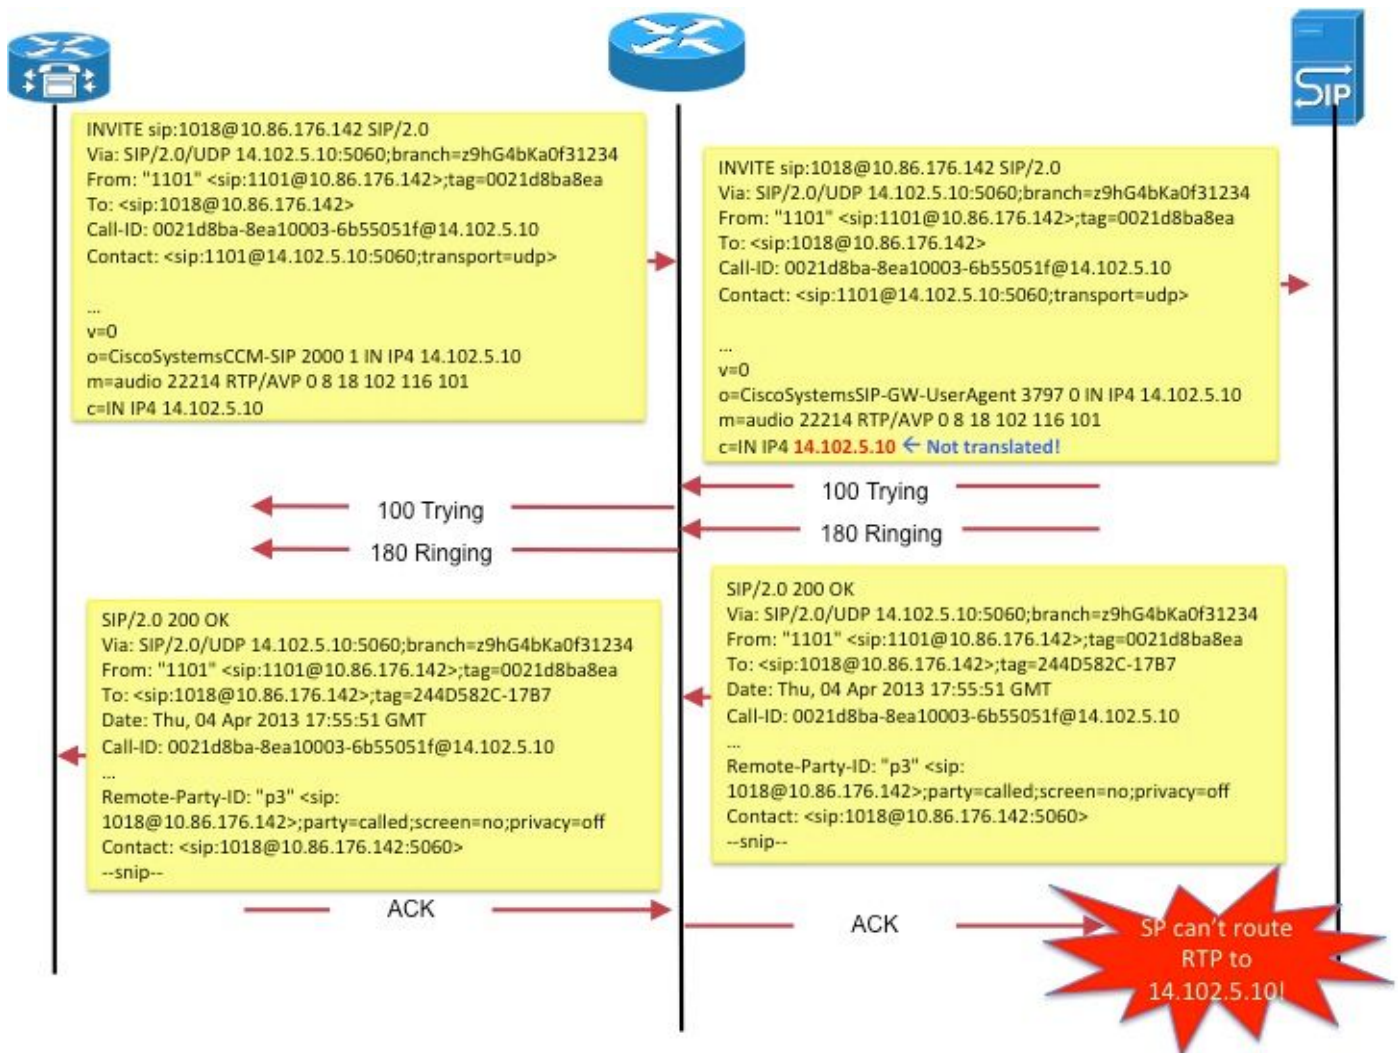 SIP
INVITE sip:1018@10.86.176.142 SIP/2.0
Via: SIP/2.0/UDP 14.102.5.10:5060;branch=z9hG4bKa0f31234
From: "1101" <sip:1101@10.86.176.142>;tag=0021d8ba8ea
To: <sip:1018@10.86.176.142>
Call-ID: 0021d8ba-8ea10003-6b55051f@14.102.5.10
Contact: <sip:1101@14.102.5.10:5060;transport=udp>
...
v=0
o=CiscoSystemsCCM-SIP 2000 1 IN IP4 14.102.5.10
m=audio 22214 RTP/AVP 0 8 18 102 116 101
c=IN IP4 14.102.5.10
INVITE sip:1018@10.86.176.142 SIP/2.0
Via: SIP/2.0/UDP 14.102.5.10:5060;branch=z9hG4bKa0f31234
From: "1101" <sip:1101@10.86.176.142>;tag=0021d8ba8ea
To: <sip:1018@10.86.176.142>
Call-ID: 0021d8ba-8ea10003-6b55051f@14.102.5.10
Contact: <sip:1101@14.102.5.10:5060;transport=udp>
...
v=0
o=CiscoSystemsSIP-GW-UserAgent 3797 0 IN IP4 14.102.5.10
m=audio 22214 RTP/AVP 0 8 18 102 116 101
c=IN IP4 14.102.5.10 ← Not translated!
100 Trying
100 Trying
180 Ringing
180 Ringing
SIP/2.0 200 OK
Via: SIP/2.0/UDP 14.102.5.10:5060;branch=z9hG4bKa0f31234
From: "1101" <sip:1101@10.86.176.142>;tag=0021d8ba8ea
To: <sip:1018@10.86.176.142>;tag=244D582C-17B7
Date: Thu, 04 Apr 2013 17:55:51 GMT
Call-ID: 0021d8ba-8ea10003-6b55051f@14.102.5.10
...
Remote-Party-ID: "p3" <sip:
1018@10.86.176.142>;party=called;screen=no;privacy=off
Contact: <sip:1018@10.86.176.142:5060>
--snip--
SIP/2.0 200 OK
Via: SIP/2.0/UDP 14.102.5.10:5060;branch=z9hG4bKa0f31234
From: "1101" <sip:1101@10.86.176.142>;tag=0021d8ba8ea
To: <sip:1018@10.86.176.142>;tag=244D582C-17B7
Date: Thu, 04 Apr 2013 17:55:51 GMT
Call-ID: 0021d8ba-8ea10003-6b55051f@14.102.5.10
...
Remote-Party-ID: "p3" <sip:
1018@10.86.176.142>;party=called;screen=no;privacy=off
Contact: <sip:1018@10.86.176.142:5060>
--snip--
ACK
ACK
SP can't route
RTP to
14.102.5.10!